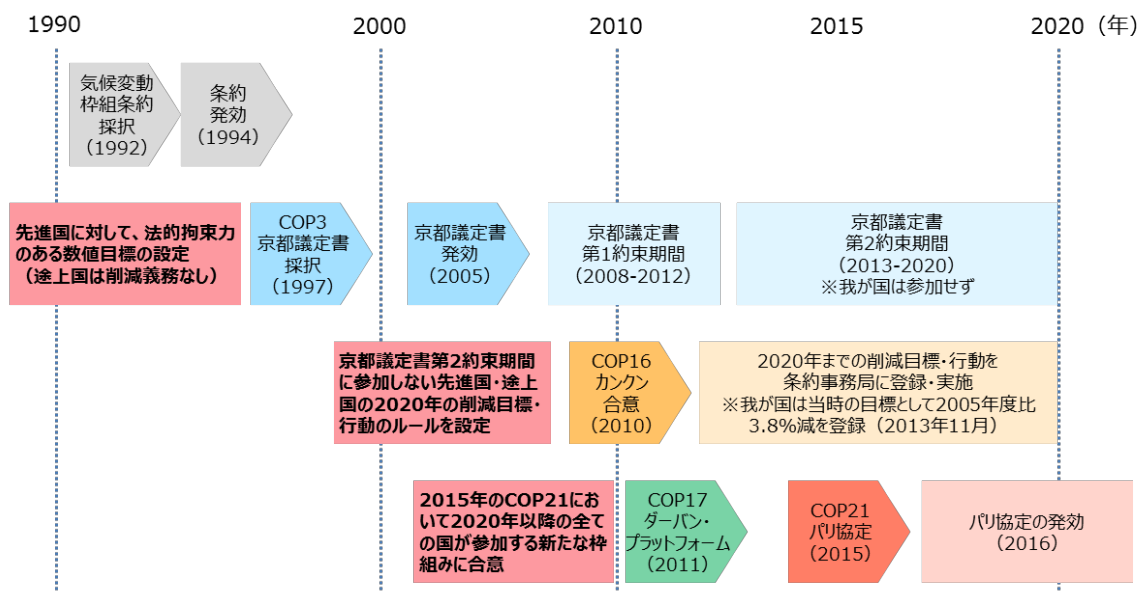 1990
2000
2010
2015
2020（年）
気候変動
枠組条約
採択
（1992）
条約
発効
（1994）
先進国に対して、法的拘束力
のある数値目標の設定
（途上国は削減義務なし）
COP3
京都議定書
採択
（1997）
京都議定書
発効
（2005）
京都議定書
第1約束期間
（2008-2012）
京都議定書
第2約束期間
（2013-2020）
※我が国は参加せず
京都議定書第2約束期間
に参加しない先進国・途上
国の2020年の削減目標・
行動のルールを設定
COP16
カンクン
合意
（2010）
2020年までの削減目標・行動を
条約事務局に登録・実施
※我が国は当時の目標として2005年度比
3.8%減を登録（2013年11月）
2015年のCOP21にお
いて2020年以降の全て
の国が参加する新たな枠
組みに合意
COP17
ダーバン・
プラットフォーム
（2011）
COP21
パリ協定
（2015）
パリ協定の発効
（2016）